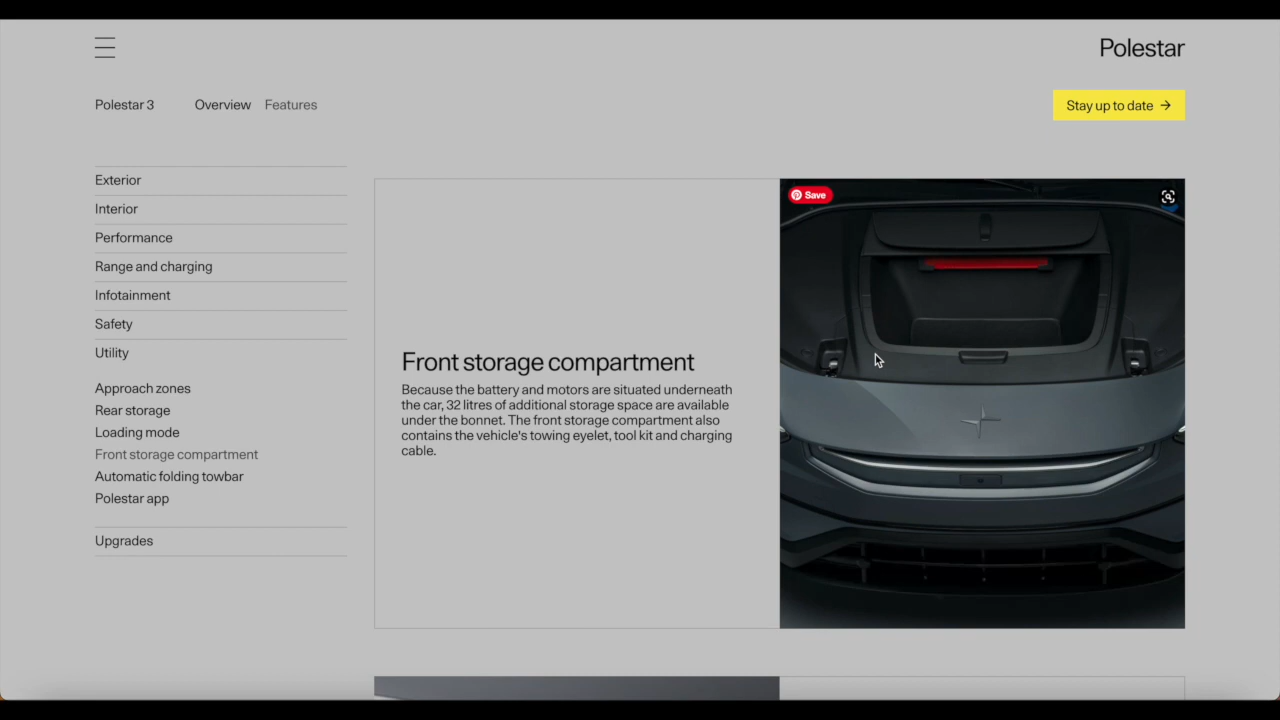 Polestar
Polestar 3
Overview
Features
Stay up to date →
Exterior
Interior
Performance
Range and charging
Infotainment
Safety
Utility
Approach zones
Rear storage
Loading mode
Front storage compartment
Automatic folding towbar
Polestar app
Upgrades
Front storage compartment
Because the battery and motors are situated underneath
the car, 32 litres of additional storage space are available
under the bonnet. The front storage compartment also
contains the vehicle's towing eyelet, tool kit and charging
cable.
Save